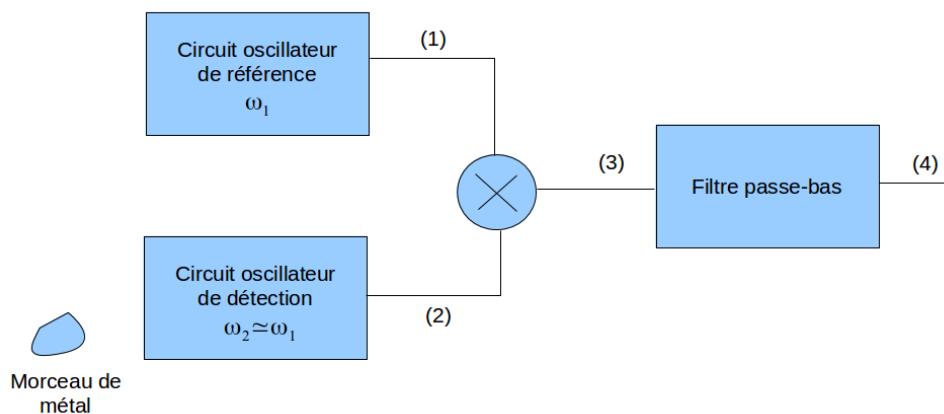 Circuit oscillateur
de référence
ω₁
(1)
(3)
Filtre passe-bas
(4)
Circuit oscillateur
de détection
ω₂≃ω₁
(2)
Morceau de
métal